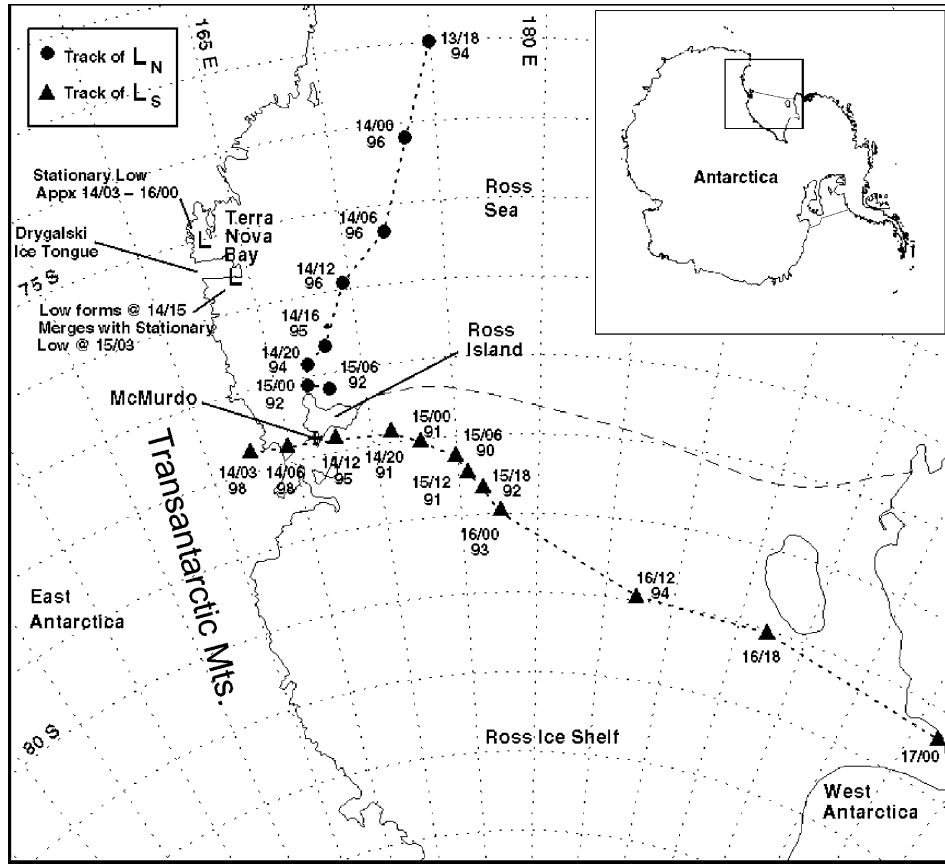 165 E
180 E
Track of L N
Track of L S
13/18
94
14/00
96
Antarctica
Stationary Low
Appx 14/03 – 16/00
Ross
Sea
14/06
96
L
Terra
Nova
Bay
Drygalski
Ice Tongue
75 S
L
14/12
96
Low forms @ 14/15
Merges with Stationary
Low @ 15/03
14/16
95
14/20
94
15/00
92
15/06
92
Ross
Island
McMurdo
14/03
98
14/06
98
14/12
95
14/20
91
15/00
91
15/06
90
15/12
91
15/18
92
16/00
93
Transantarctic Mts.
16/12
94
East
Antarctica
16/18
80 S
Ross Ice Shelf
17/00
West
Antarctica